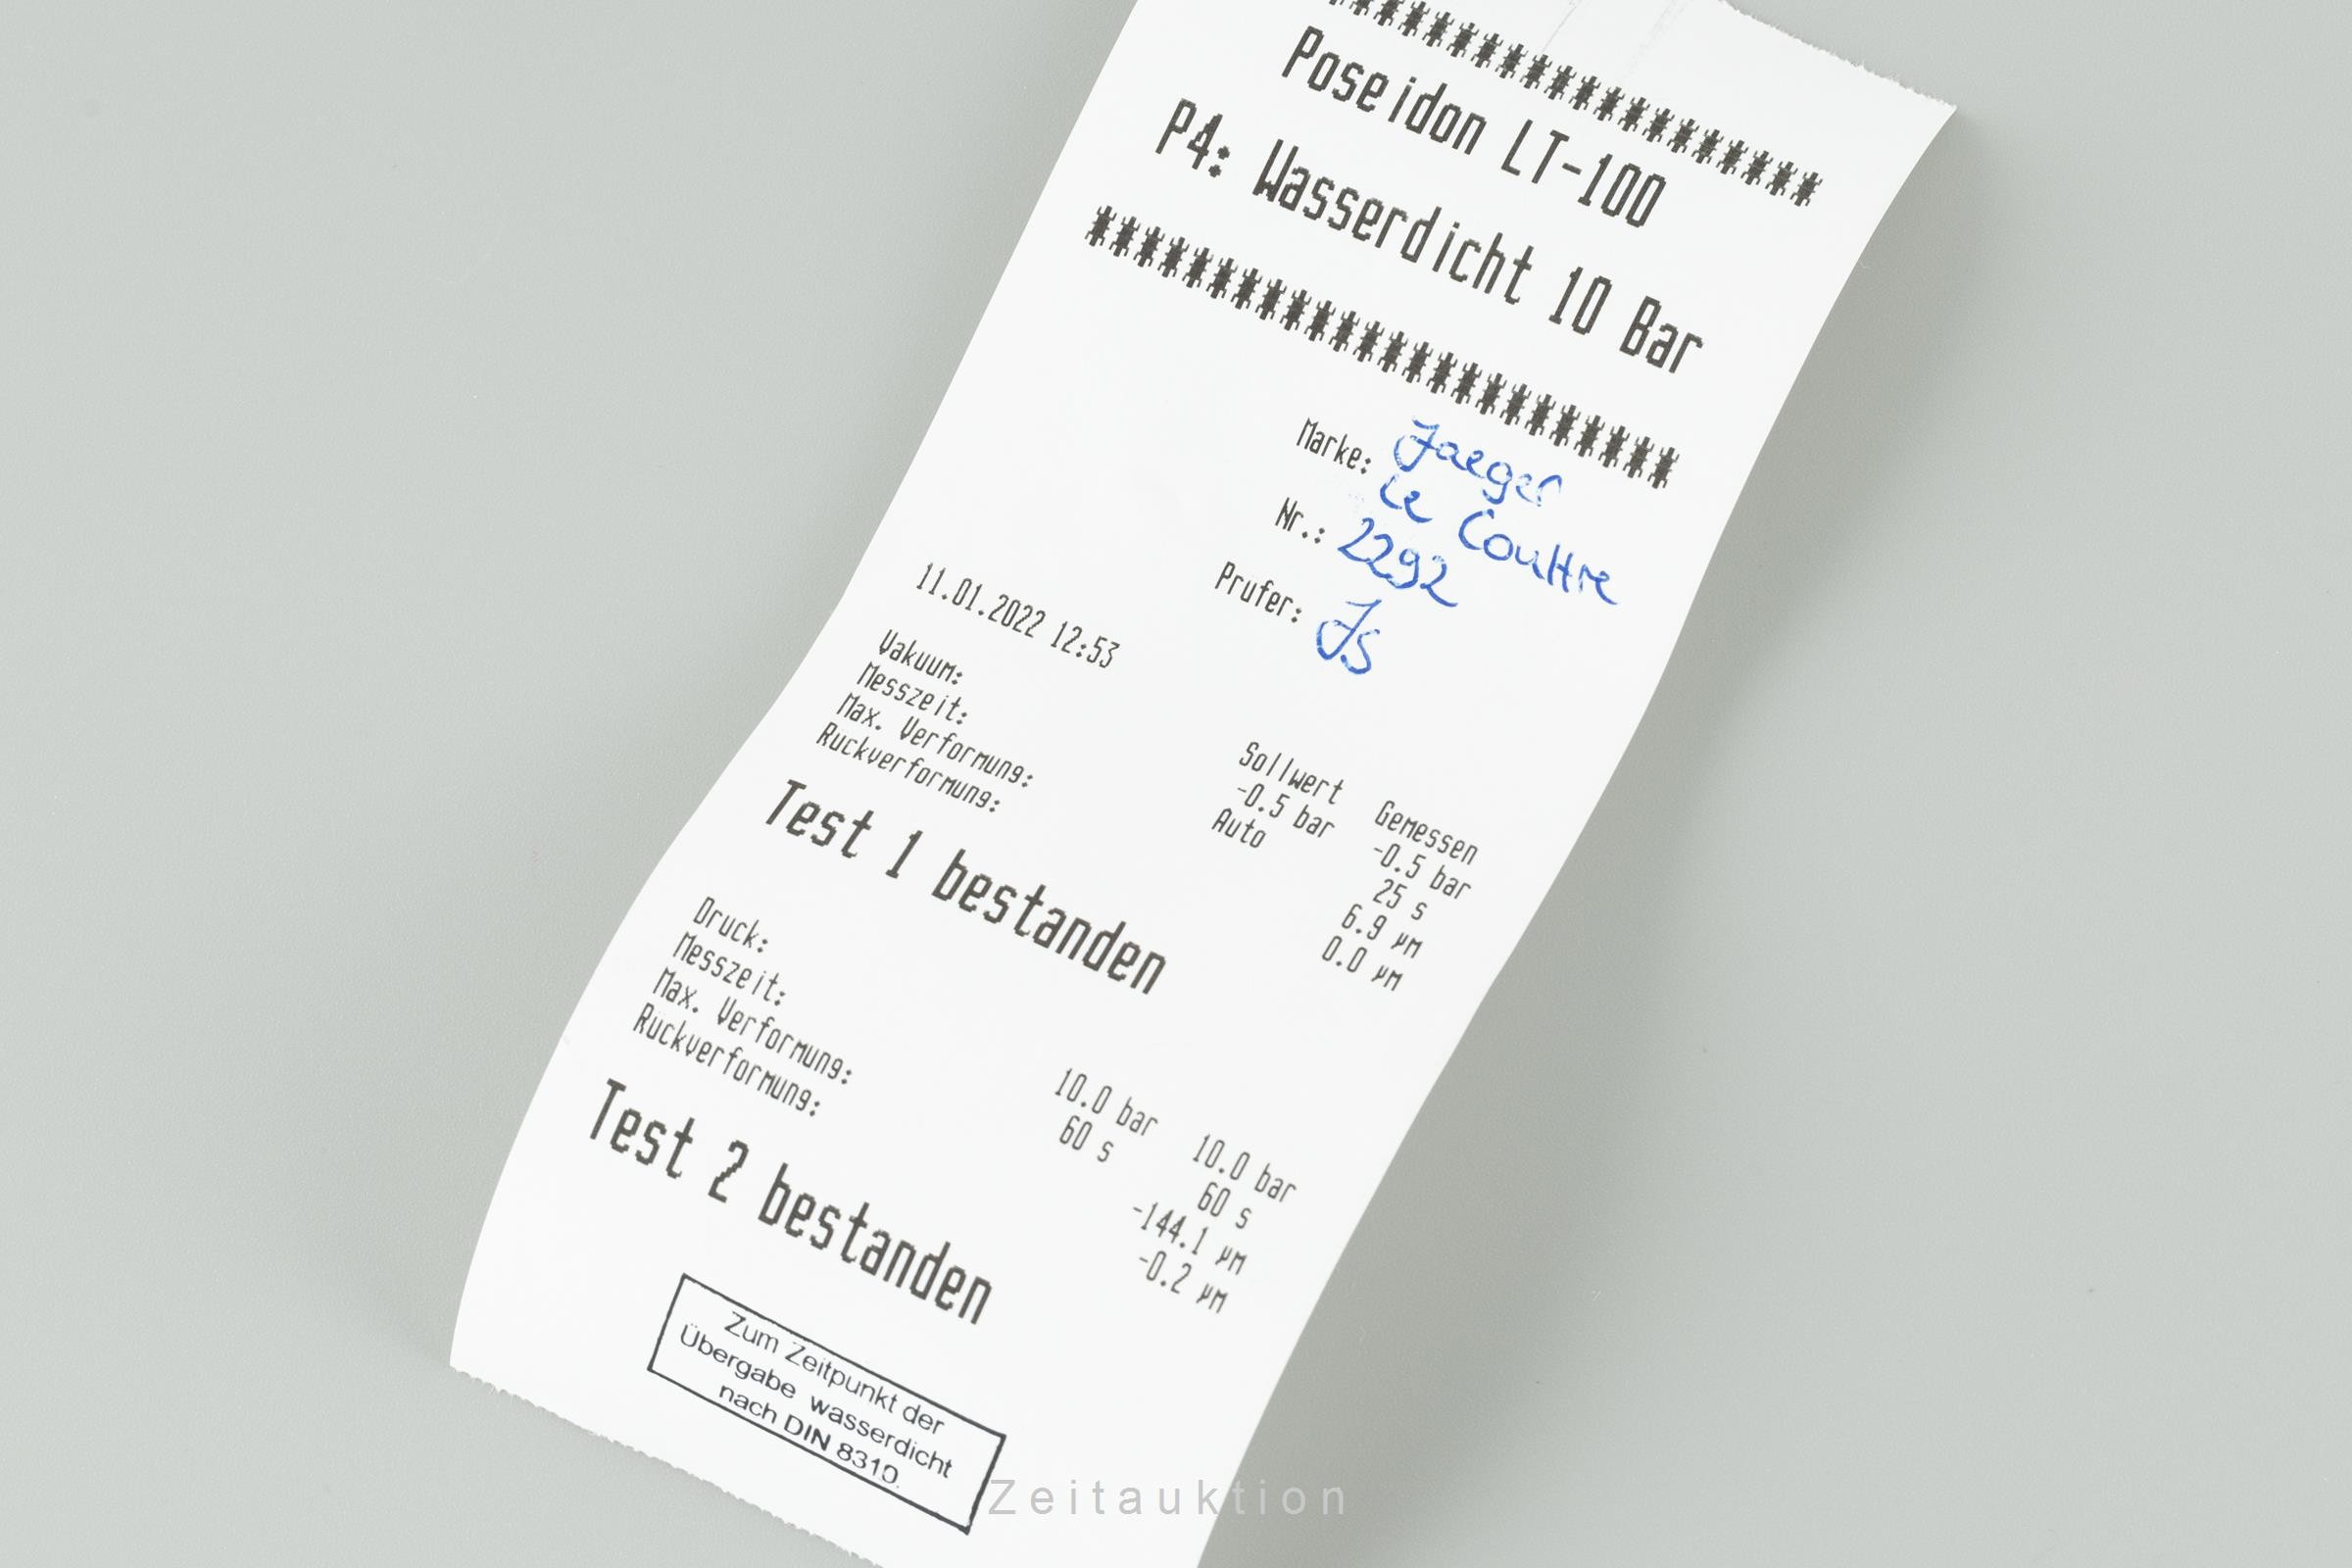 ************************
Poseidon LT-100
P4: Wasserdicht 10 Bar
************************
Marke: Jaeger
Le Coultre
Nr.: 2292
Prufer: JS
11.01.2022 12:53
Sollwert Gemessen
Vakuum: -0.5 bar -0.5 bar
Messzeit: Auto 25 s
Max. Verformung: 6.9 µm
Ruckverformung: 0.0 µm
Test 1 bestanden
Druck: 10.0 bar 10.0 bar
Messzeit: 60 s 60 s
Max. Verformung: -144.1 µm
Rückverformung: -0.2 µm
Test 2 bestanden
Zum Zeitpunkt der
Übergabe wasserdicht
nach DIN 8310.
Zeitauktion